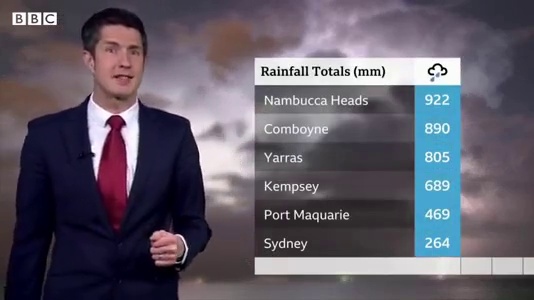 BBC
Rainfall Totals (mm)
Nambucca Heads 922
Comboyne 890
Yarras 805
Kempsey 689
Port Maquarie 469
Sydney 264